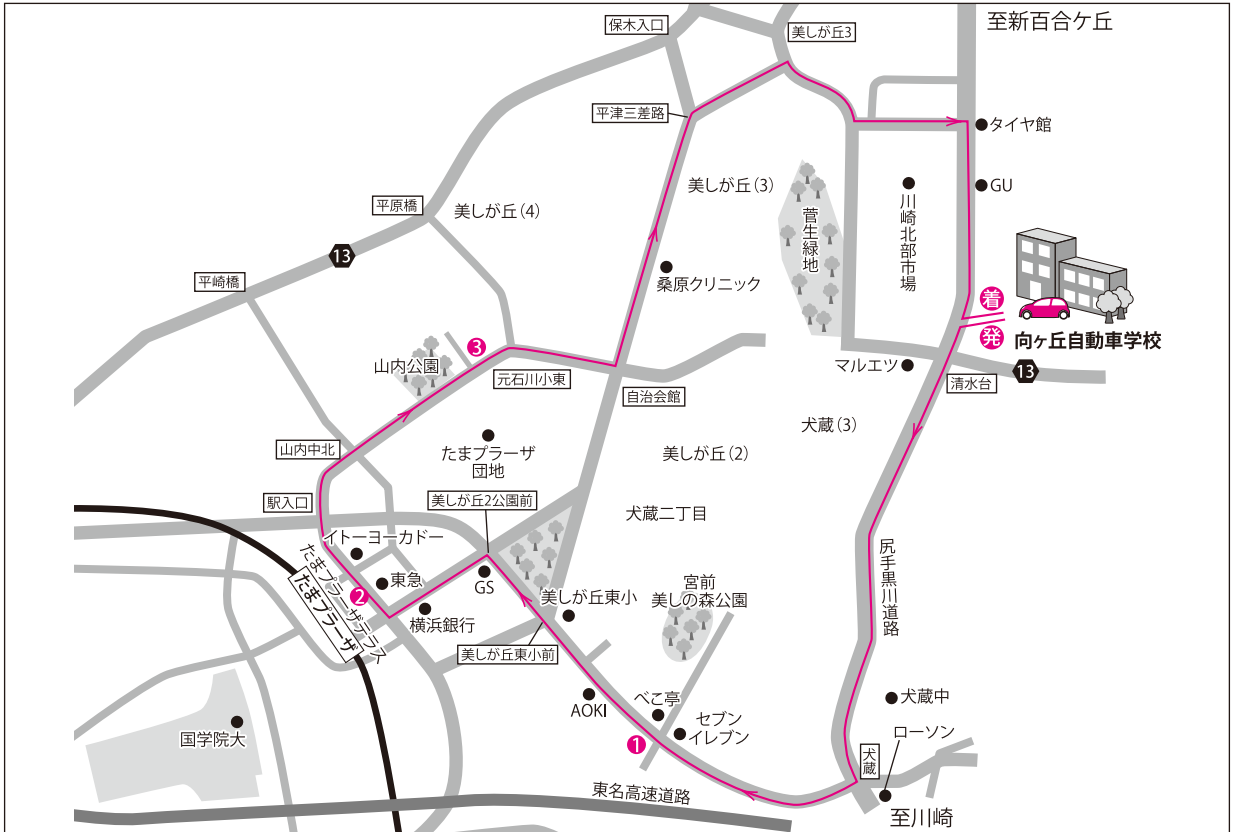 保木入口
美しが丘3
至新百合ケ丘
平津三差路
タイヤ館
美しが丘(3)
GU
平原橋
美しが丘(4)
川崎北部市場
菅生緑地
13
平崎橋
桑原クリニック
着
発
向ヶ丘自動車学校
3
山内公園
元石川小東
マルエツ
13
清水台
自治会館
犬蔵(3)
山内中北
たまプラーザ
団地
美しが丘(2)
駅入口
美しが丘2公園前
犬蔵二丁目
イトーヨーカドー
尻手黒川道路
たまプラーザテラス
たまプラーザ
東急
GS
2
横浜銀行
美しが丘東小
宮前
美しの森公園
美しが丘東小前
犬蔵中
AOKI
べこ亭
セブン
イレブン
国学院大
1
ローソン
犬蔵
東名高速道路
至川崎